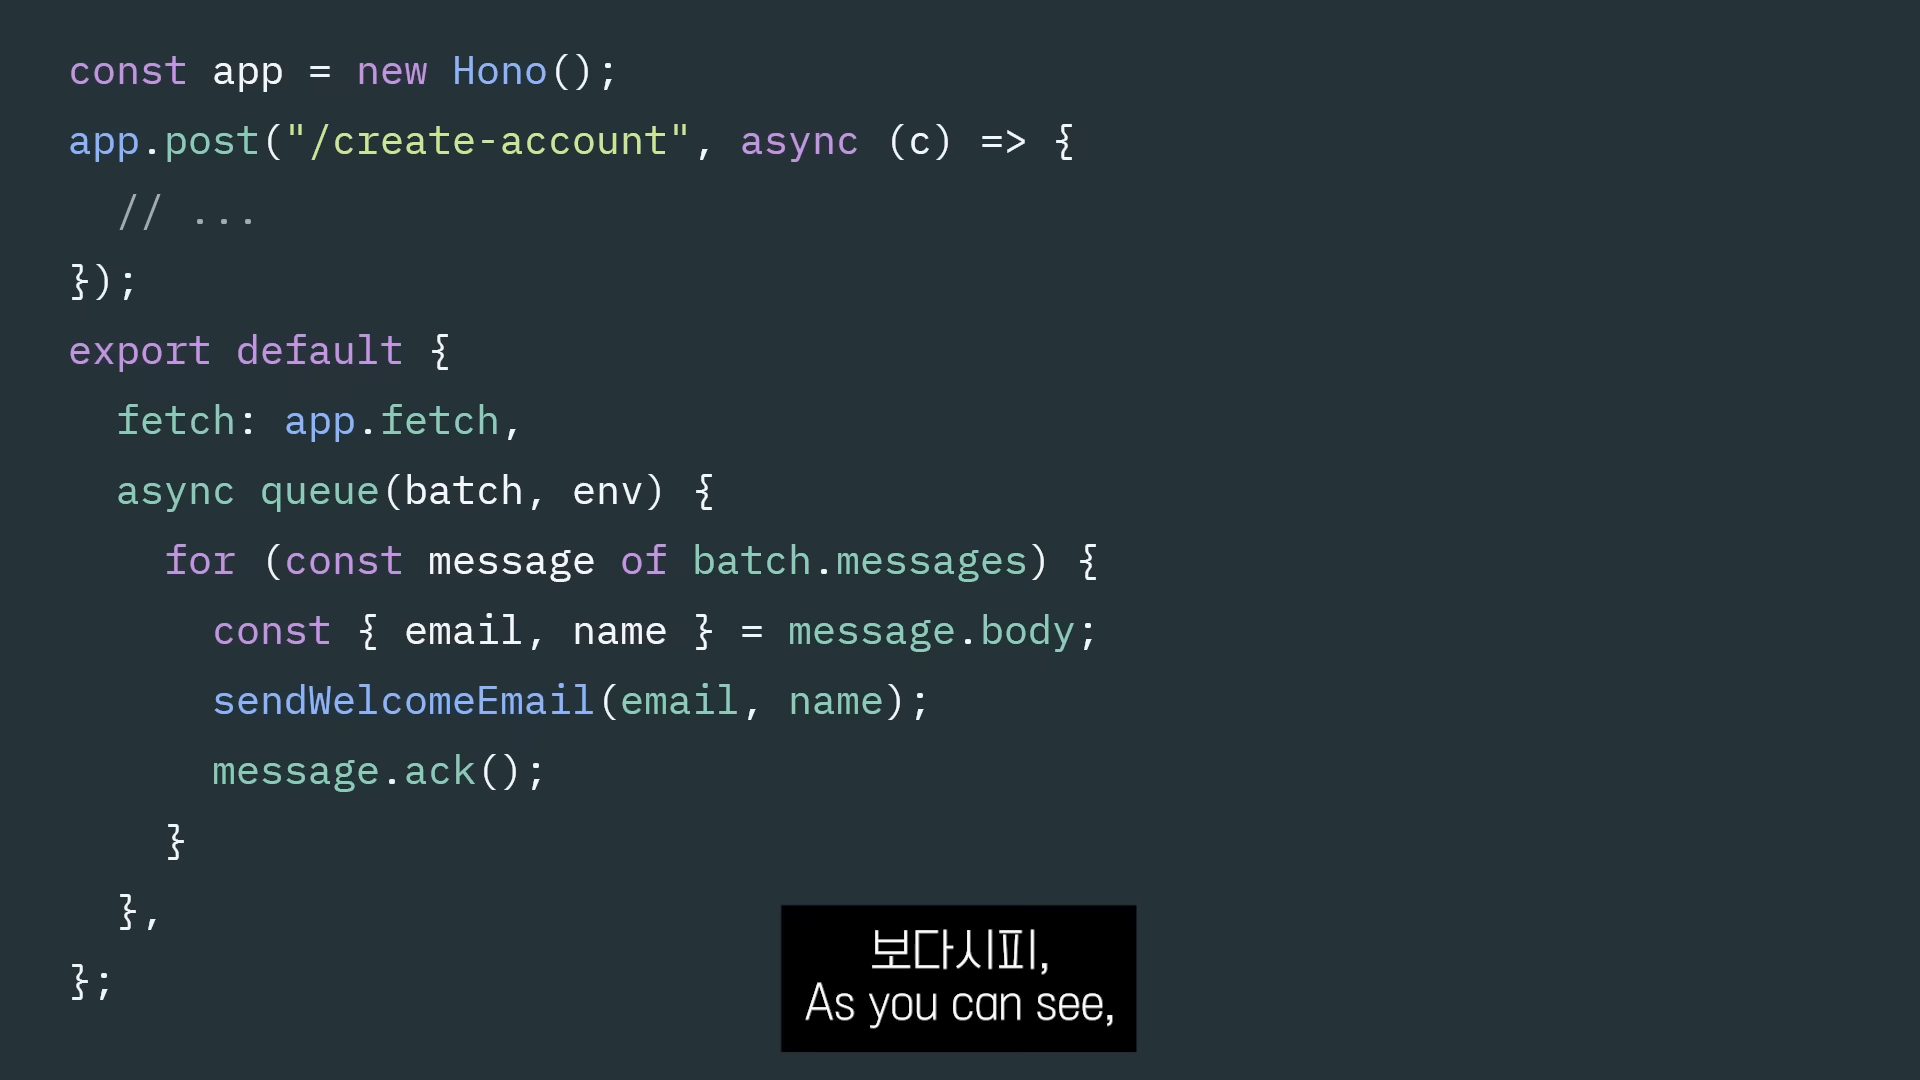 const app = new Hono();
app.post("/create-account", async (c) => {
  // ...
});
export default {
  fetch: app.fetch,
  async queue(batch, env) {
    for (const message of batch.messages) {
      const { email, name } = message.body;
      sendWelcomeEmail(email, name);
      message.ack();
    }
  },
};
보다시피,
As you can see,